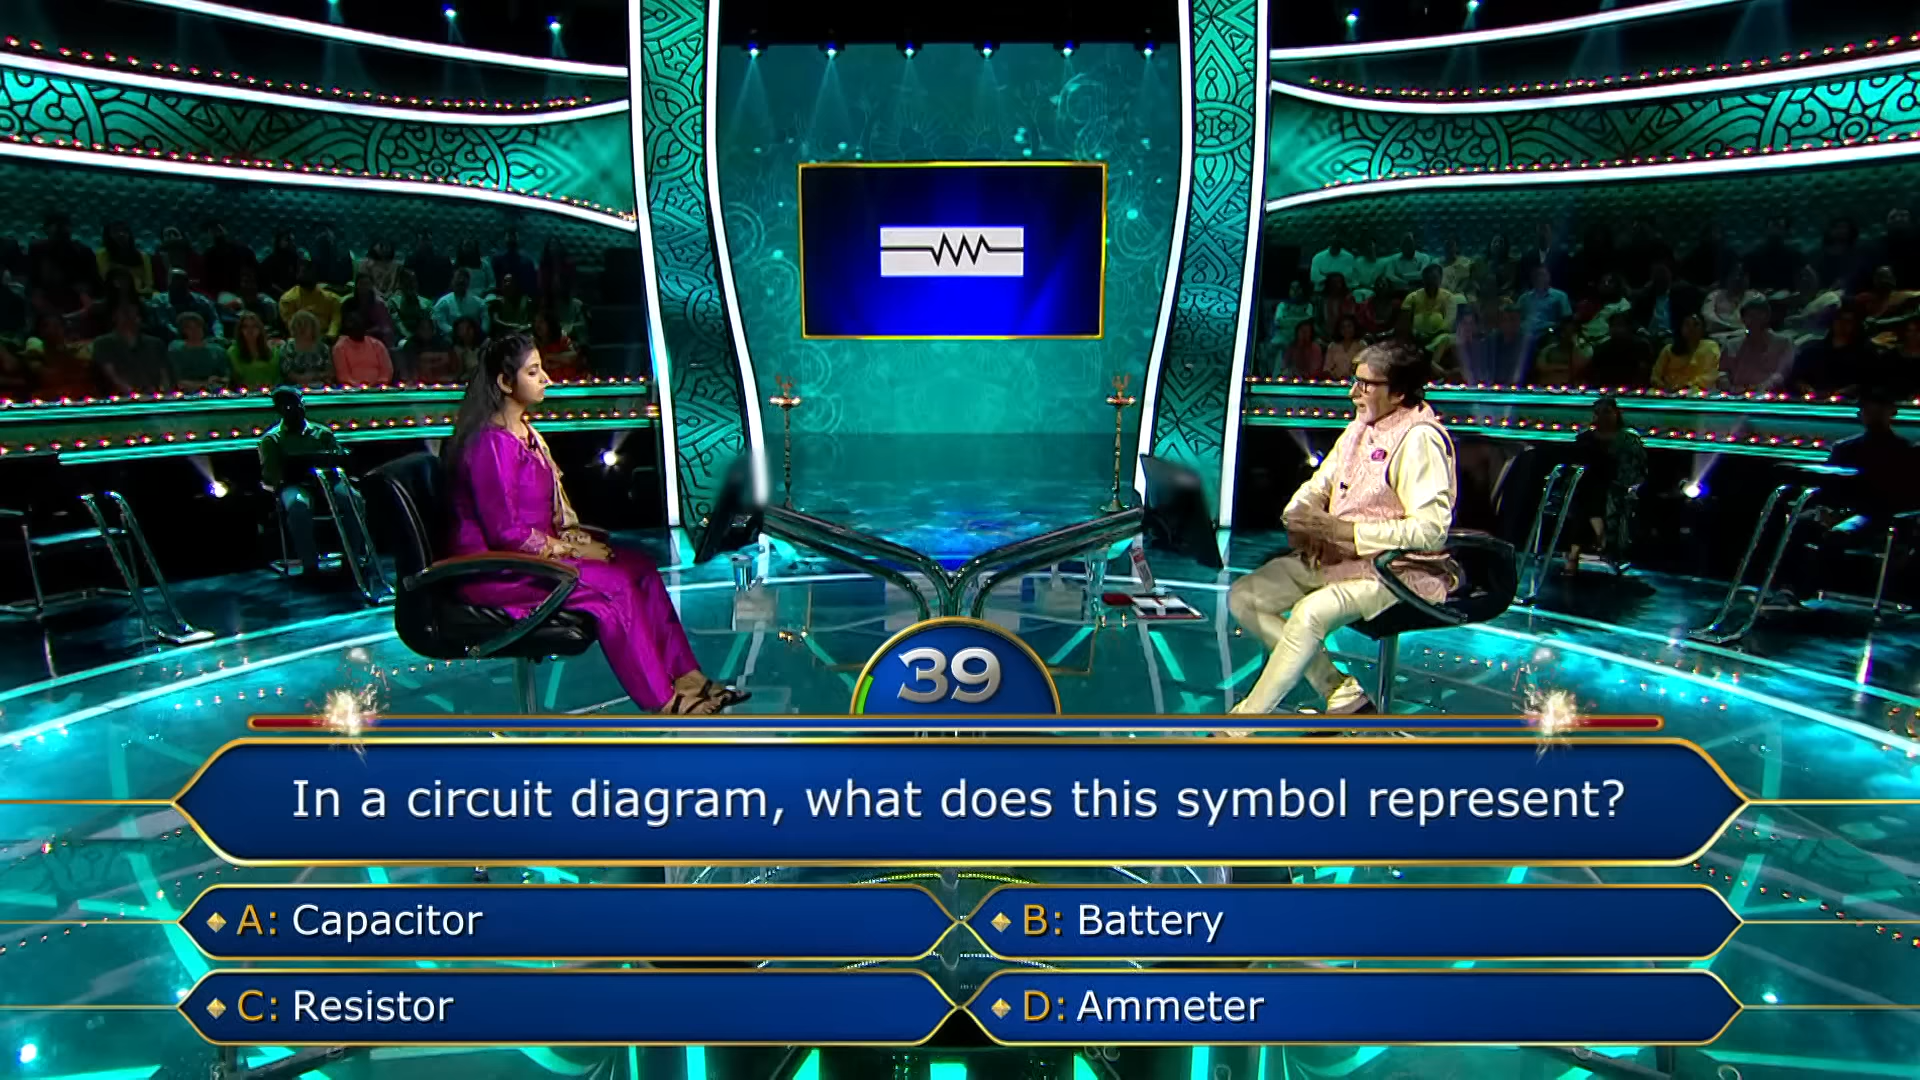 39
In a circuit diagram, what does this symbol represent?
A: Capacitor
B: Battery
C: Resistor
D: Ammeter